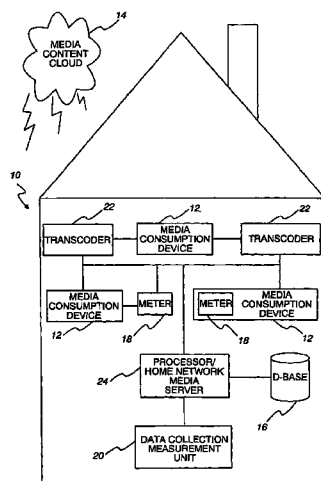 14
MEDIA
CONTENT
CLOUD
10
22
12
22
TRANSCODER
MEDIA
CONSUMPTION
DEVICE
TRANSCODER
MEDIA
CONSUMPTION
DEVICE
METER
METER
MEDIA
CONSUMPTION
DEVICE
12
18
18
12
24
PROCESSOR/
HOME NETWORK
MEDIA
SERVER
D-BASE
16
20
DATA COLLECTION
MEASUREMENT
UNIT